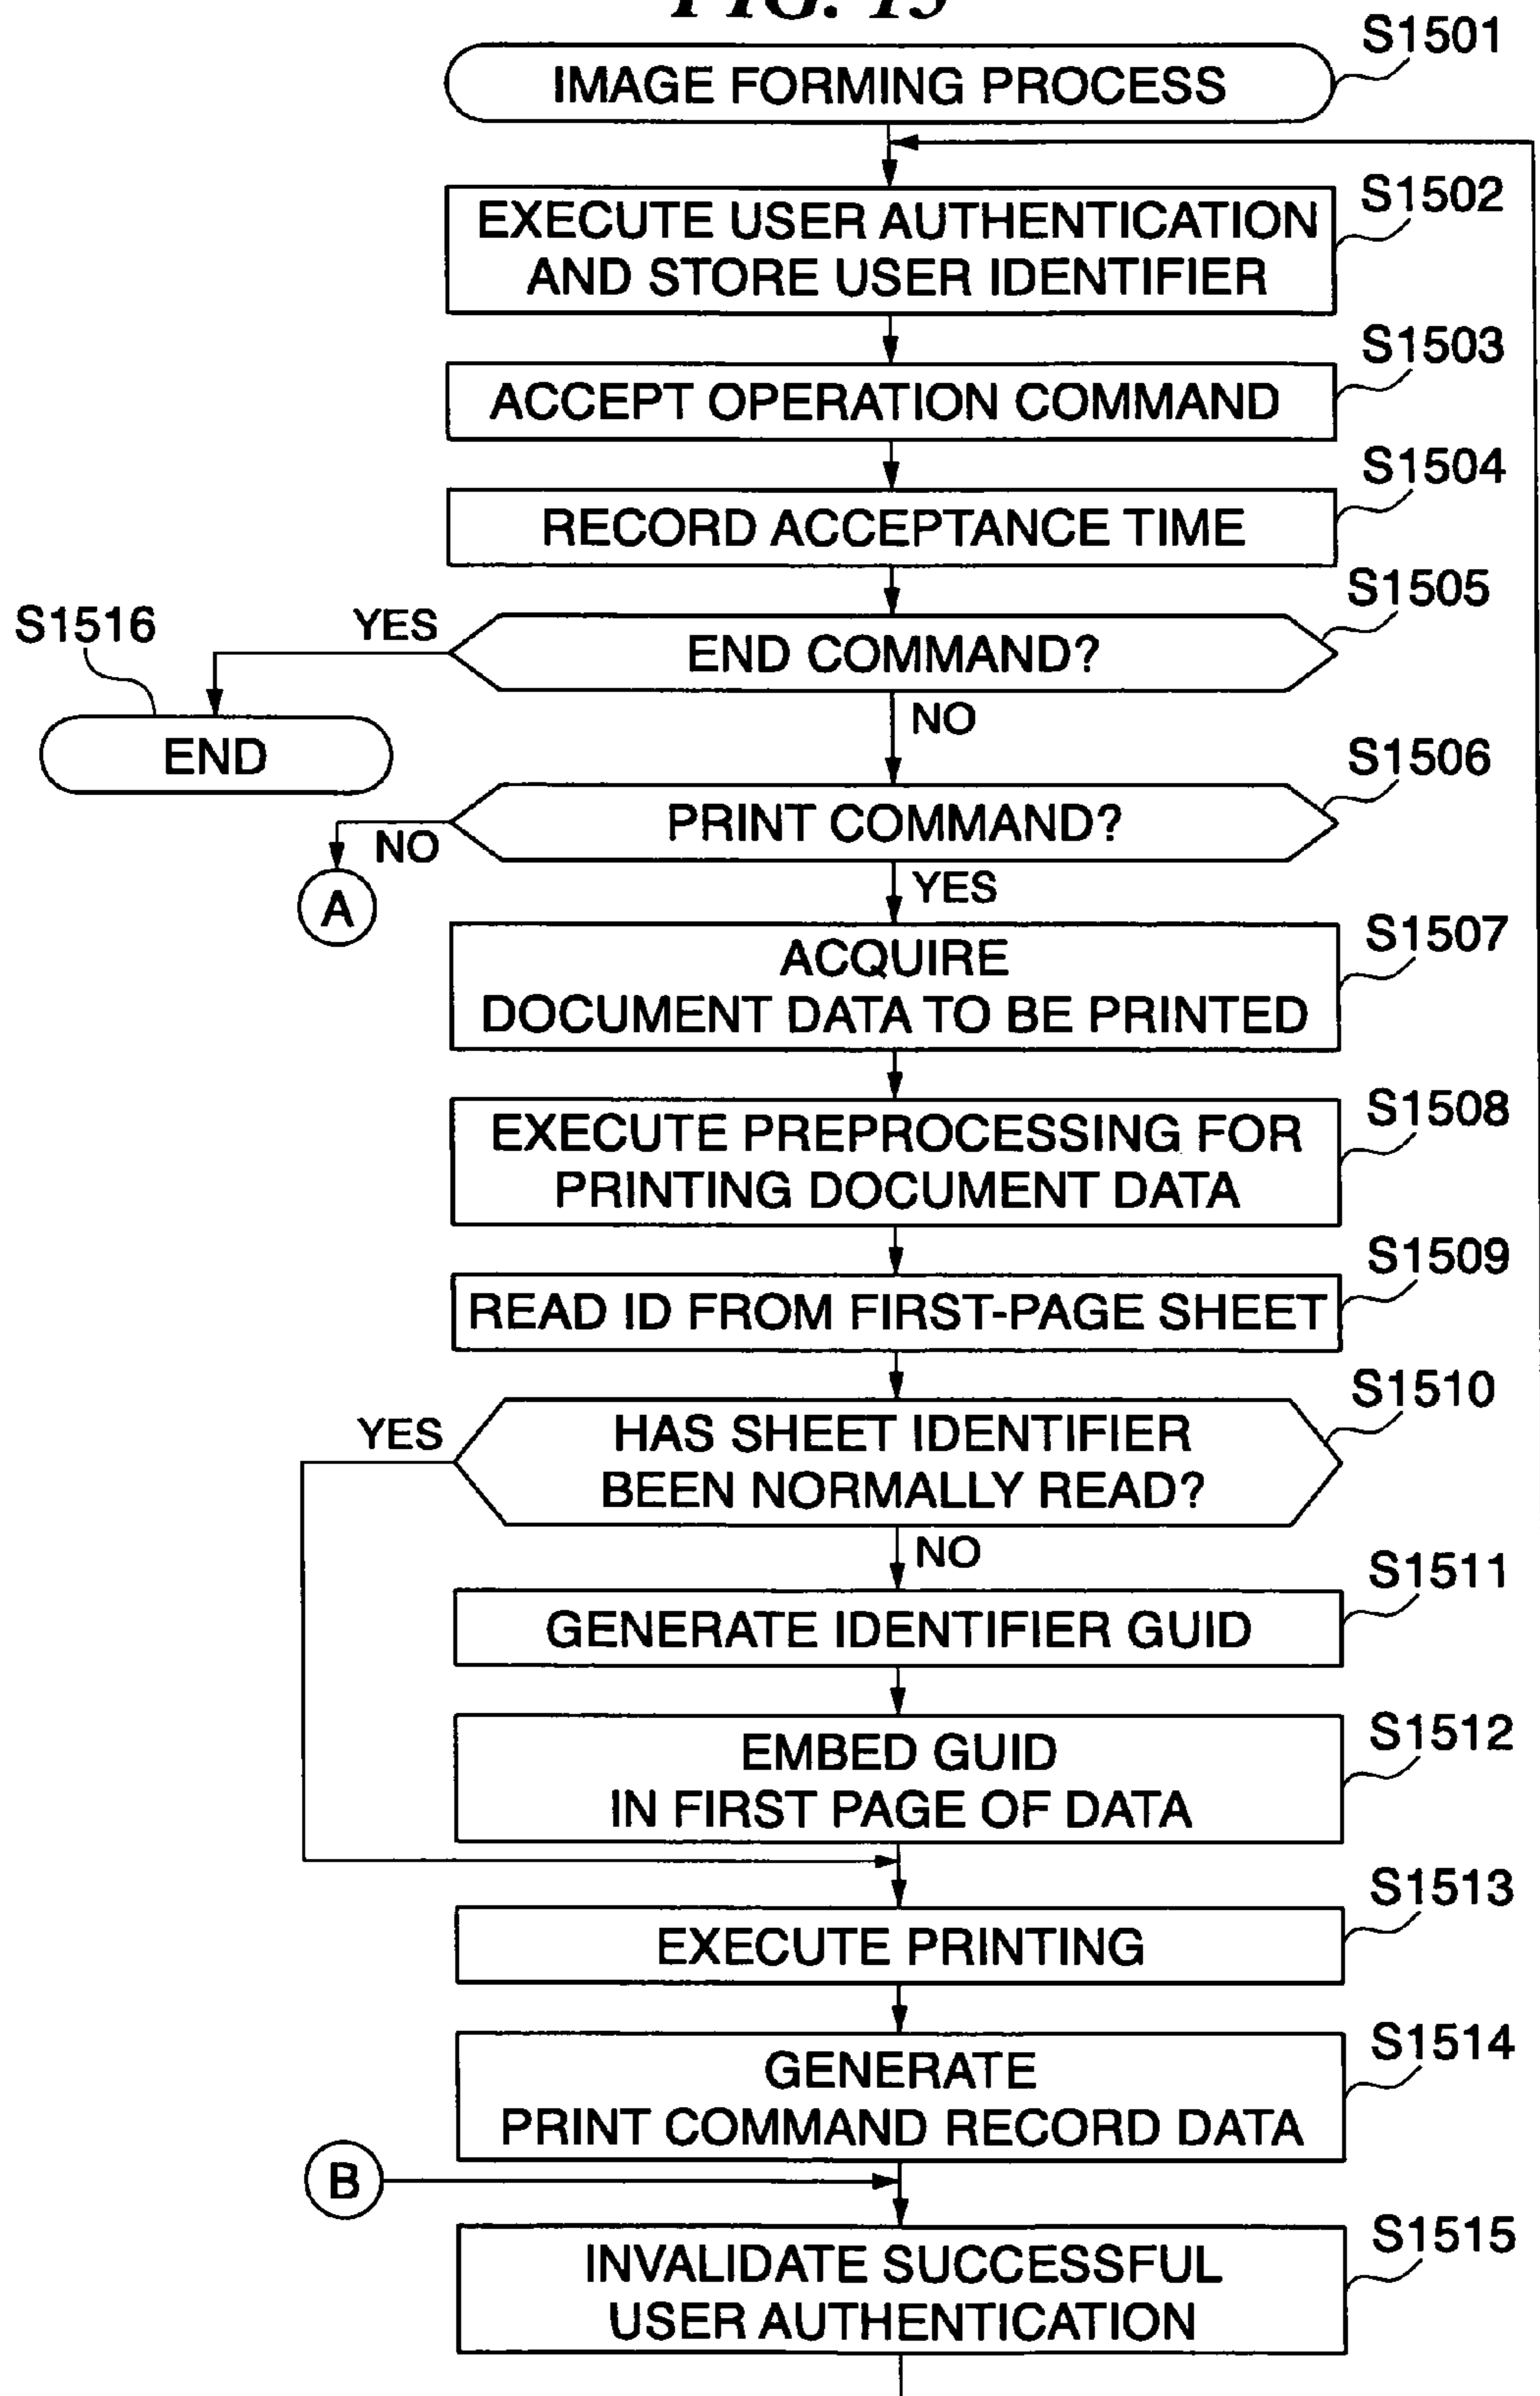 FIG. 15
S1501
IMAGE FORMING PROCESS
S1502
EXECUTE USER AUTHENTICATION
AND STORE USER IDENTIFIER
S1503
ACCEPT OPERATION COMMAND
S1504
RECORD ACCEPTANCE TIME
S1505
S1516
YES
END COMMAND?
NO
END
S1506
PRINT COMMAND?
NO
YES
A
S1507
ACQUIRE
DOCUMENT DATA TO BE PRINTED
S1508
EXECUTE PREPROCESSING FOR
PRINTING DOCUMENT DATA
S1509
READ ID FROM FIRST-PAGE SHEET
S1510
YES
HAS SHEET IDENTIFIER
BEEN NORMALLY READ?
NO
S1511
GENERATE IDENTIFIER GUID
S1512
EMBED GUID
IN FIRST PAGE OF DATA
S1513
EXECUTE PRINTING
S1514
GENERATE
PRINT COMMAND RECORD DATA
B
S1515
INVALIDATE SUCCESSFUL
USER AUTHENTICATION